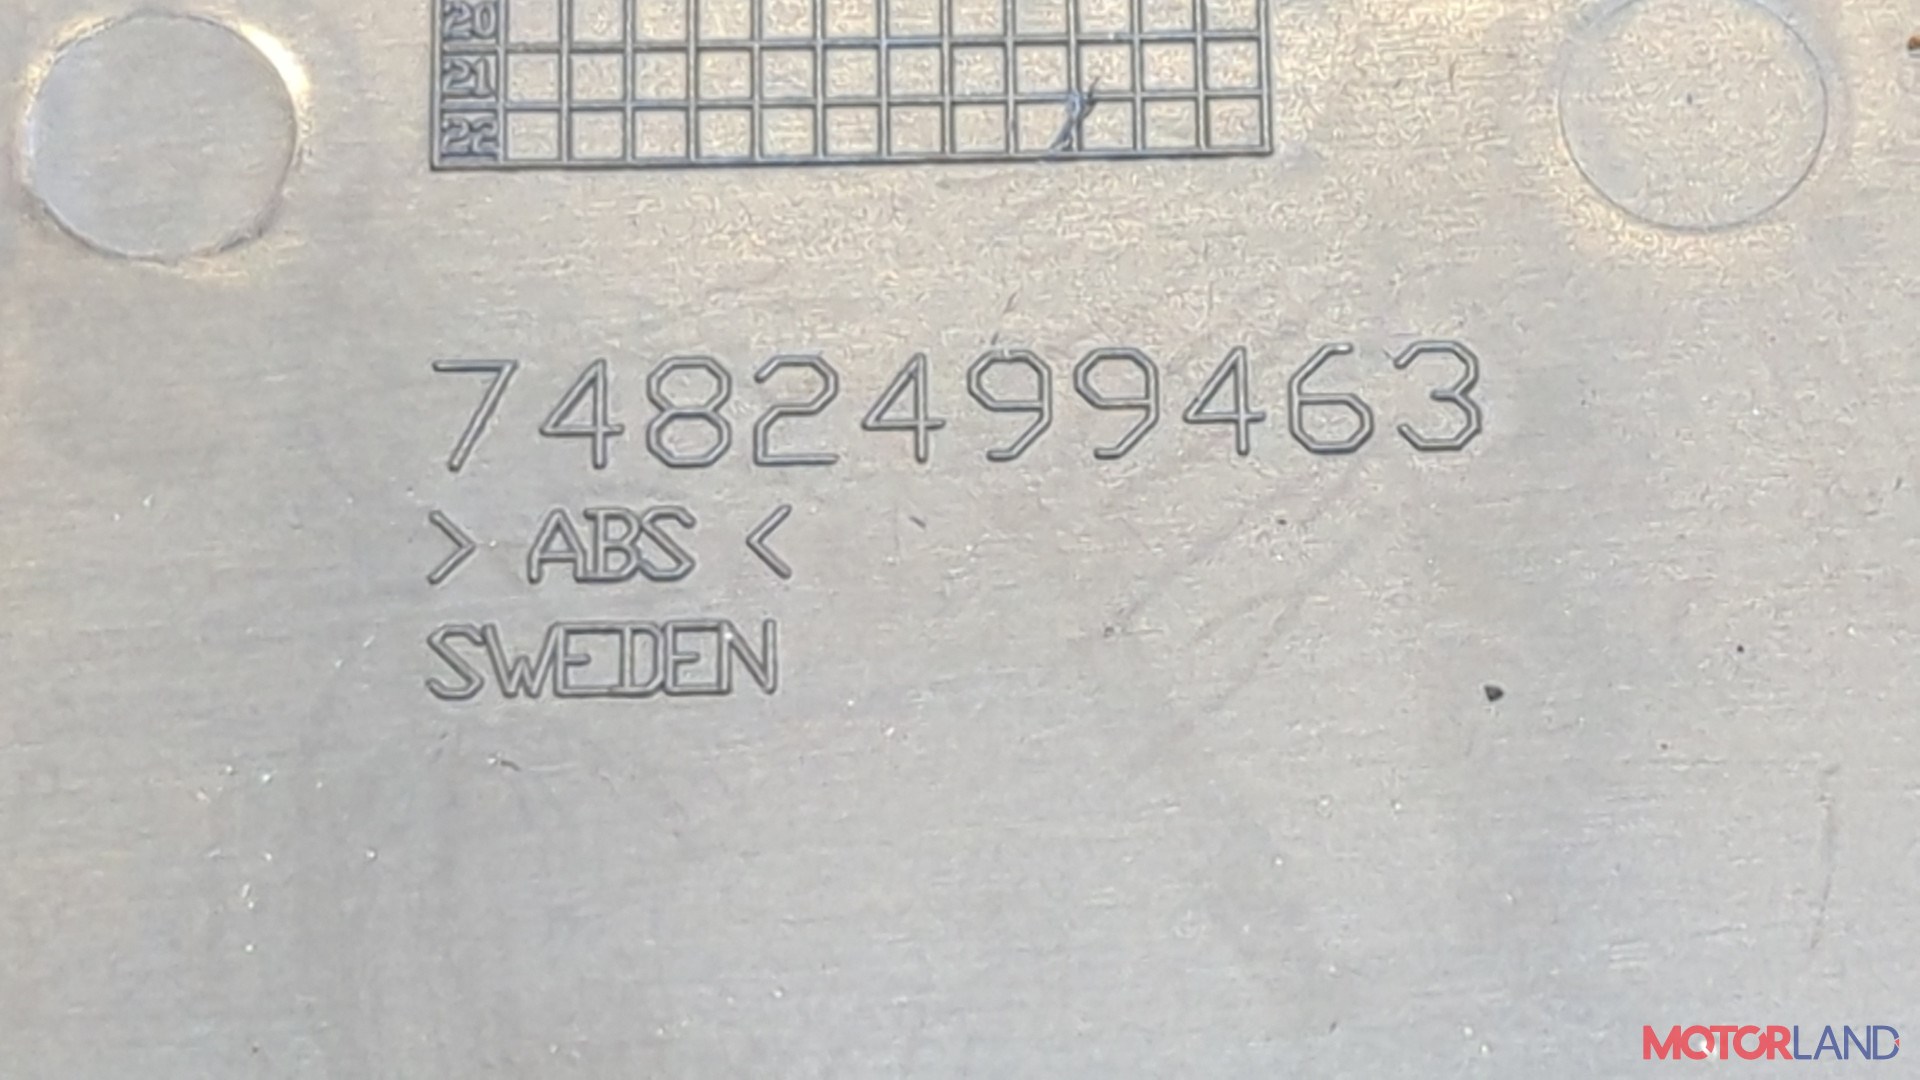 20
21
22
7482499463
> ABS <
SWEDEN
MOTORLAND